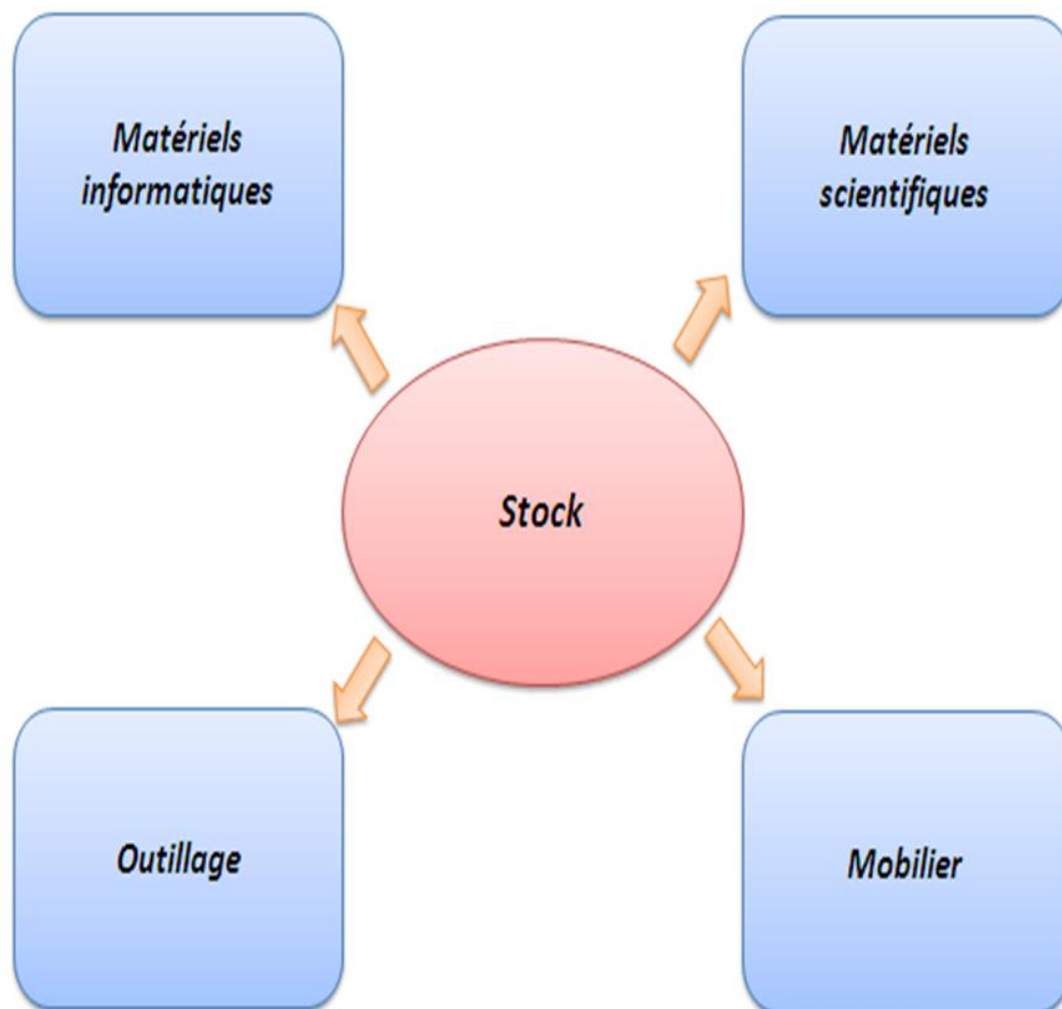 Matériels
informatiques
Matériels
scientifiques
Stock
Outillage
Mobilier